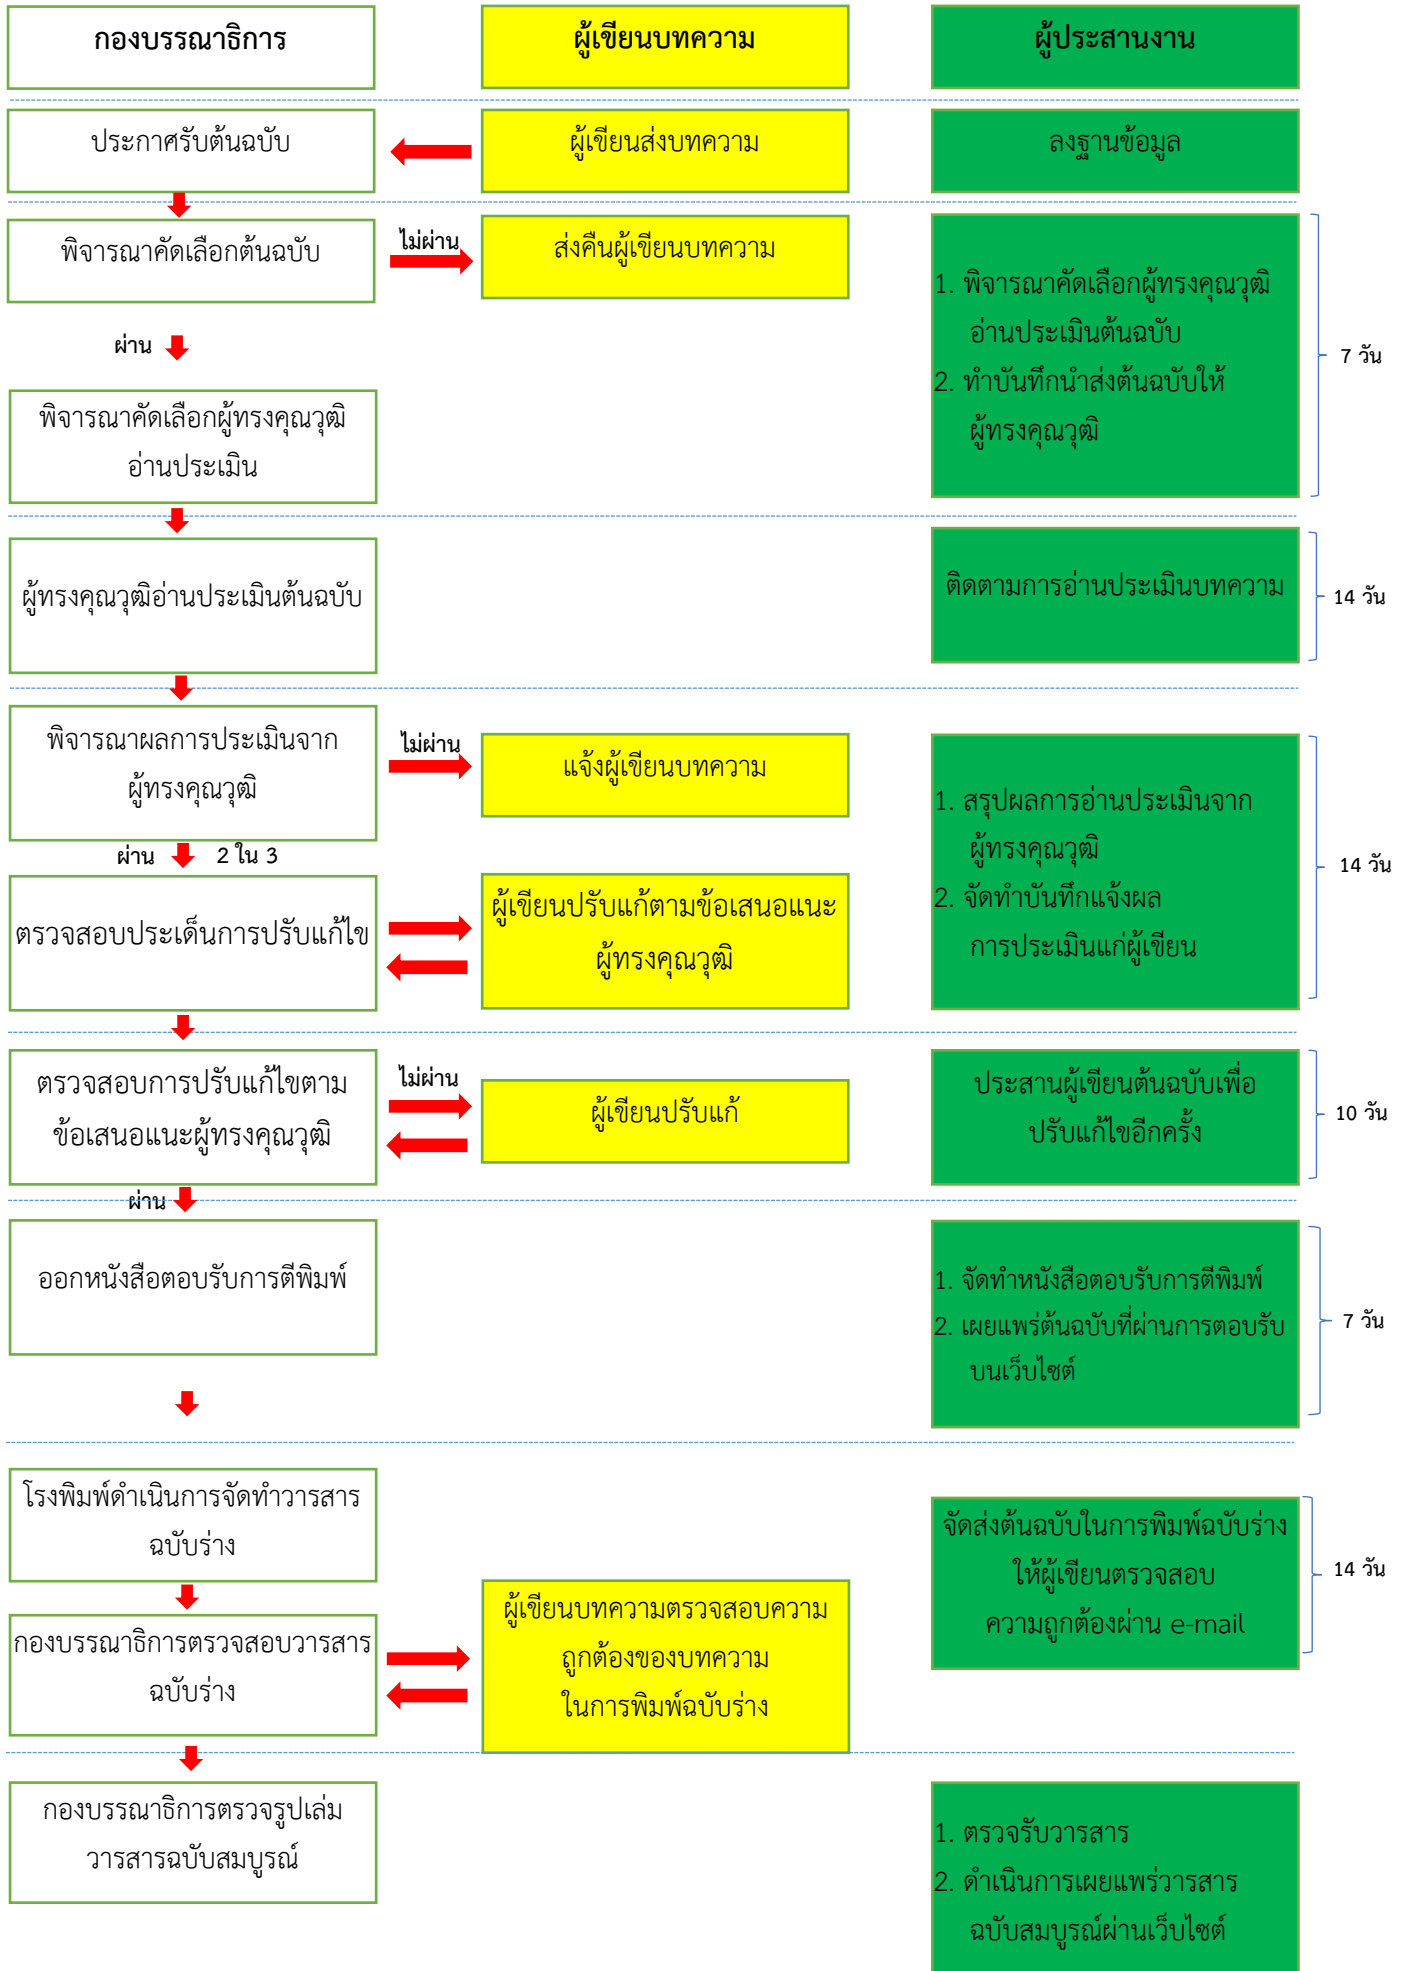 กองบรรณาธิการ
ผู้เขียนบทความ
ผู้ประสานงาน
ประกาศรับต้นฉบับ
ผู้เขียนส่งบทความ
ลงฐานข้อมูล
พิจารณาคัดเลือกต้นฉบับ
ไม่ผ่าน
ส่งคืนผู้เขียนบทความ
1. พิจารณาคัดเลือกผู้ทรงคุณวุฒิ
อ่านประเมินต้นฉบับ
2. ทำบันทึกนำส่งต้นฉบับให้
ผู้ทรงคุณวุฒิ
7 วัน
ผ่าน
พิจารณาคัดเลือกผู้ทรงคุณวุฒิ
อ่านประเมิน
ผู้ทรงคุณวุฒิอ่านประเมินต้นฉบับ
ติดตามการอ่านประเมินบทความ
14 วัน
พิจารณาผลการประเมินจาก
ผู้ทรงคุณวุฒิ
ไม่ผ่าน
แจ้งผู้เขียนบทความ
1. สรุปผลการอ่านประเมินจาก
ผู้ทรงคุณวุฒิ
2. จัดทำบันทึกแจ้งผล
การประเมินแก่ผู้เขียน
14 วัน
ผ่าน 2 ใน 3
ตรวจสอบประเด็นการปรับแก้ไข
ผู้เขียนปรับแก้ตามข้อเสนอแนะ
ผู้ทรงคุณวุฒิ
ตรวจสอบการปรับแก้ไขตาม
ข้อเสนอแนะผู้ทรงคุณวุฒิ
ไม่ผ่าน
ผู้เขียนปรับแก้
ประสานผู้เขียนต้นฉบับเพื่อ
ปรับแก้ไขอีกครั้ง
10 วัน
ผ่าน
ออกหนังสือตอบรับการตีพิมพ์
1. จัดทำหนังสือตอบรับการตีพิมพ์
2. เผยแพร่ต้นฉบับที่ผ่านการตอบรับ
บนเว็บไซต์
7 วัน
โรงพิมพ์ดำเนินการจัดทำวารสาร
ฉบับร่าง
จัดส่งต้นฉบับในการพิมพ์ฉบับร่าง
ให้ผู้เขียนตรวจสอบ
ความถูกต้องผ่าน e-mail
14 วัน
กองบรรณาธิการตรวจสอบวารสาร
ฉบับร่าง
ผู้เขียนบทความตรวจสอบความ
ถูกต้องของบทความ
ในการพิมพ์ฉบับร่าง
กองบรรณาธิการตรวจรูปเล่ม
วารสารฉบับสมบูรณ์
1. ตรวจรับวารสาร
2. ดำเนินการเผยแพร่วารสาร
ฉบับสมบูรณ์ผ่านเว็บไซต์